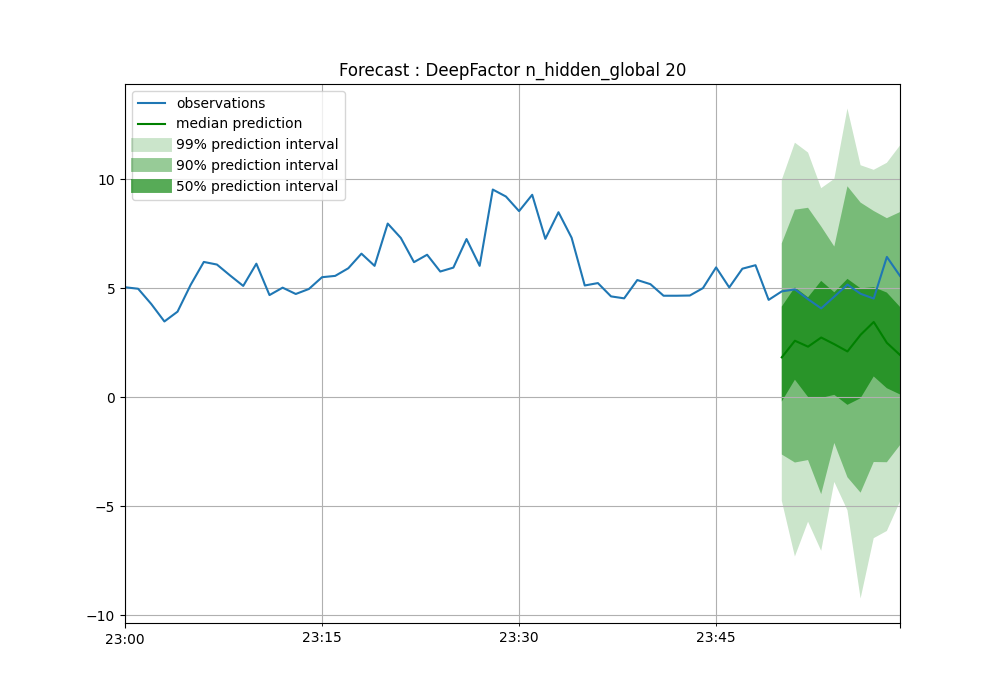 Forecast : DeepFactor n_hidden_global 20
observations
median prediction
99% prediction interval
90% prediction interval
50% prediction interval
10
5
0
−5
−10
23:00
23:15
23:30
23:45